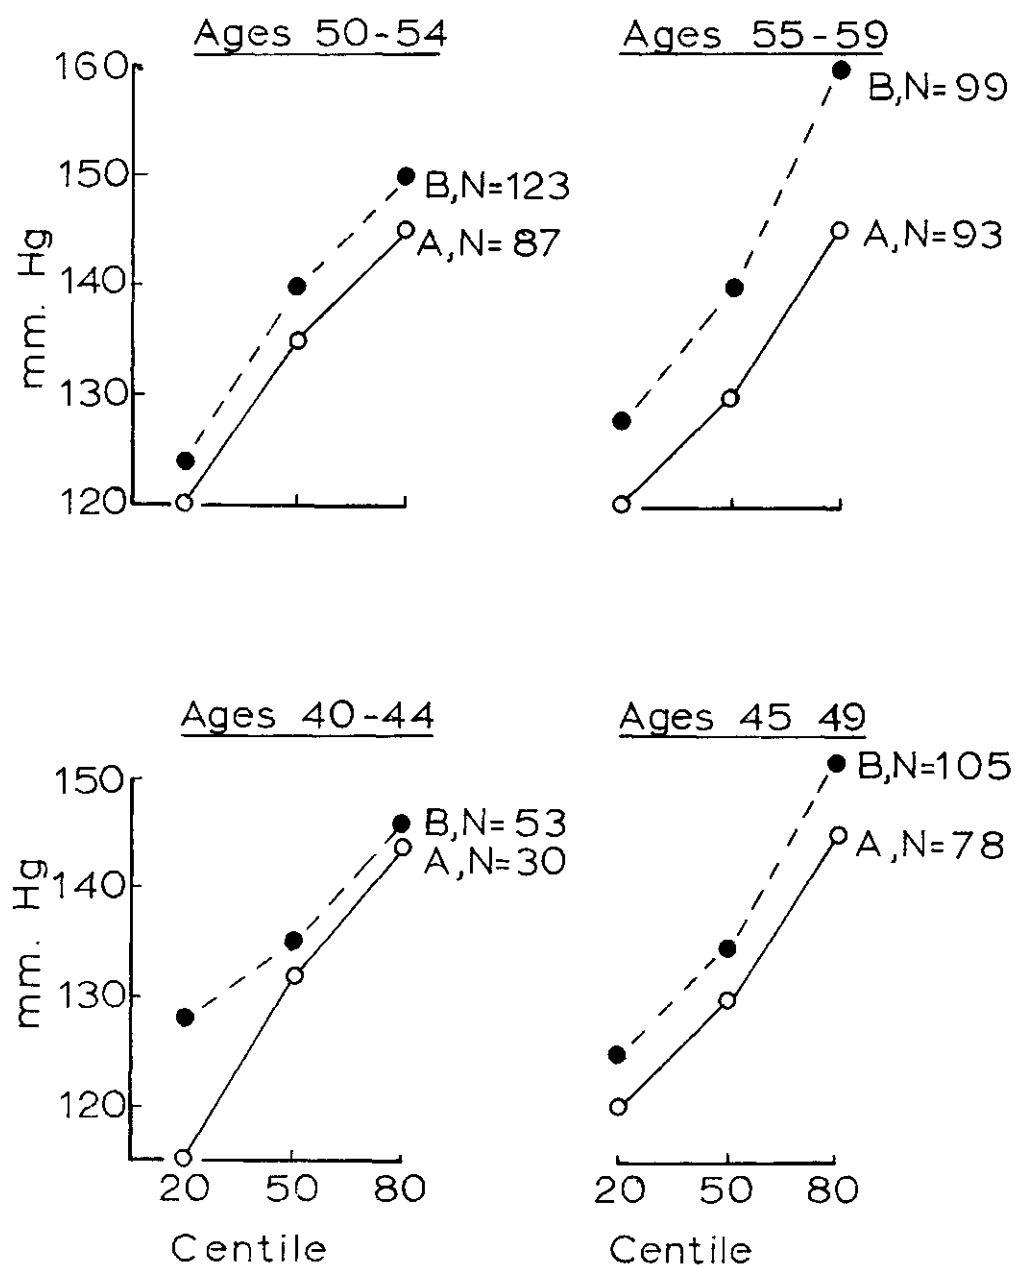 Ages 50-54
Ages 55-59
160
B,N=99
150
B,N=123
A,N=87
A,N=93
mm. Hg
140
130
120
Ages 40-44
Ages 45 49
150
B,N=105
B,N=53
A,N=30
A,N=78
mm. Hg
140
130
120
20 50 80
20 50 80
Centile
Centile